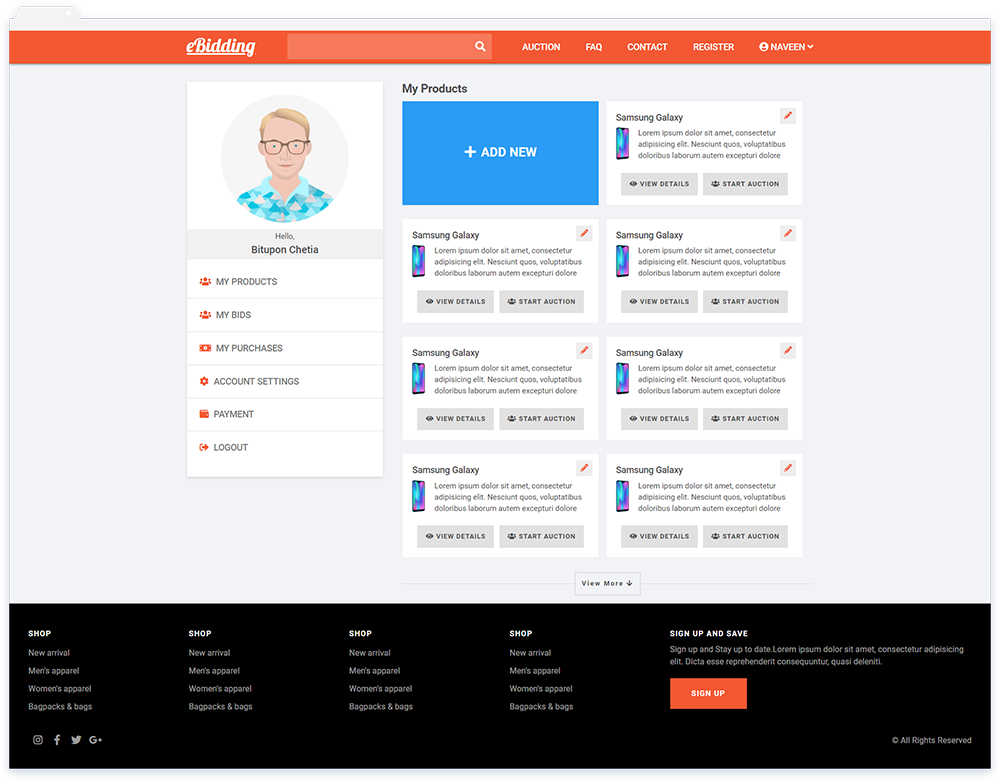 eBidding
AUCTION
FAQ
CONTACT
REGISTER
NAVEEN
Hello,
Bitupon Chetia
MY PRODUCTS
MY BIDS
MY PURCHASES
ACCOUNT SETTINGS
PAYMENT
LOGOUT
My Products
ADD NEW
Samsung Galaxy
Lorem ipsum dolor sit amet, consectetur
adipisicing elit. Nesciunt quos, voluptatibus
doloribus laborum autem excepturi dolore
VIEW DETAILS
START AUCTION
Samsung Galaxy
Lorem ipsum dolor sit amet, consectetur
adipisicing elit. Nesciunt quos, voluptatibus
doloribus laborum autem excepturi dolore
VIEW DETAILS
START AUCTION
Samsung Galaxy
Lorem ipsum dolor sit amet, consectetur
adipisicing elit. Nesciunt quos, voluptatibus
doloribus laborum autem excepturi dolore
VIEW DETAILS
START AUCTION
Samsung Galaxy
Lorem ipsum dolor sit amet, consectetur
adipisicing elit. Nesciunt quos, voluptatibus
doloribus laborum autem excepturi dolore
VIEW DETAILS
START AUCTION
Samsung Galaxy
Lorem ipsum dolor sit amet, consectetur
adipisicing elit. Nesciunt quos, voluptatibus
doloribus laborum autem excepturi dolore
VIEW DETAILS
START AUCTION
Samsung Galaxy
Lorem ipsum dolor sit amet, consectetur
adipisicing elit. Nesciunt quos, voluptatibus
doloribus laborum autem excepturi dolore
VIEW DETAILS
START AUCTION
Samsung Galaxy
Lorem ipsum dolor sit amet, consectetur
adipisicing elit. Nesciunt quos, voluptatibus
doloribus laborum autem excepturi dolore
VIEW DETAILS
START AUCTION
View More
SHOP
New arrival
Men's apparel
Women's apparel
Bagpacks & bags
SHOP
New arrival
Men's apparel
Women's apparel
Bagpacks & bags
SHOP
New arrival
Men's apparel
Women's apparel
Bagpacks & bags
SHOP
New arrival
Men's apparel
Women's apparel
Bagpacks & bags
SIGN UP AND SAVE
Sign up and Stay up to date.Lorem ipsum dolor sit amet, consectetur adipisicing
elit. Dicta esse reprehenderit consequuntur, quasi deleniti.
SIGN UP
© All Rights Reserved